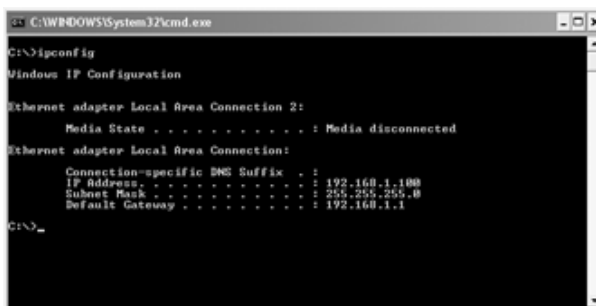 C:\WINDOWS\System32\cmd.exe
C:\>ipconfig
Windows IP Configuration
Ethernet adapter Local Area Connection 2:
Media State . . . . . . . . . . . : Media disconnected
Ethernet adapter Local Area Connection:
Connection-specific DNS Suffix . :
IP Address. . . . . . . . . . . . : 192.168.1.100
Subnet Mask . . . . . . . . . . . : 255.255.255.0
Default Gateway . . . . . . . . . : 192.168.1.1
C:\>_